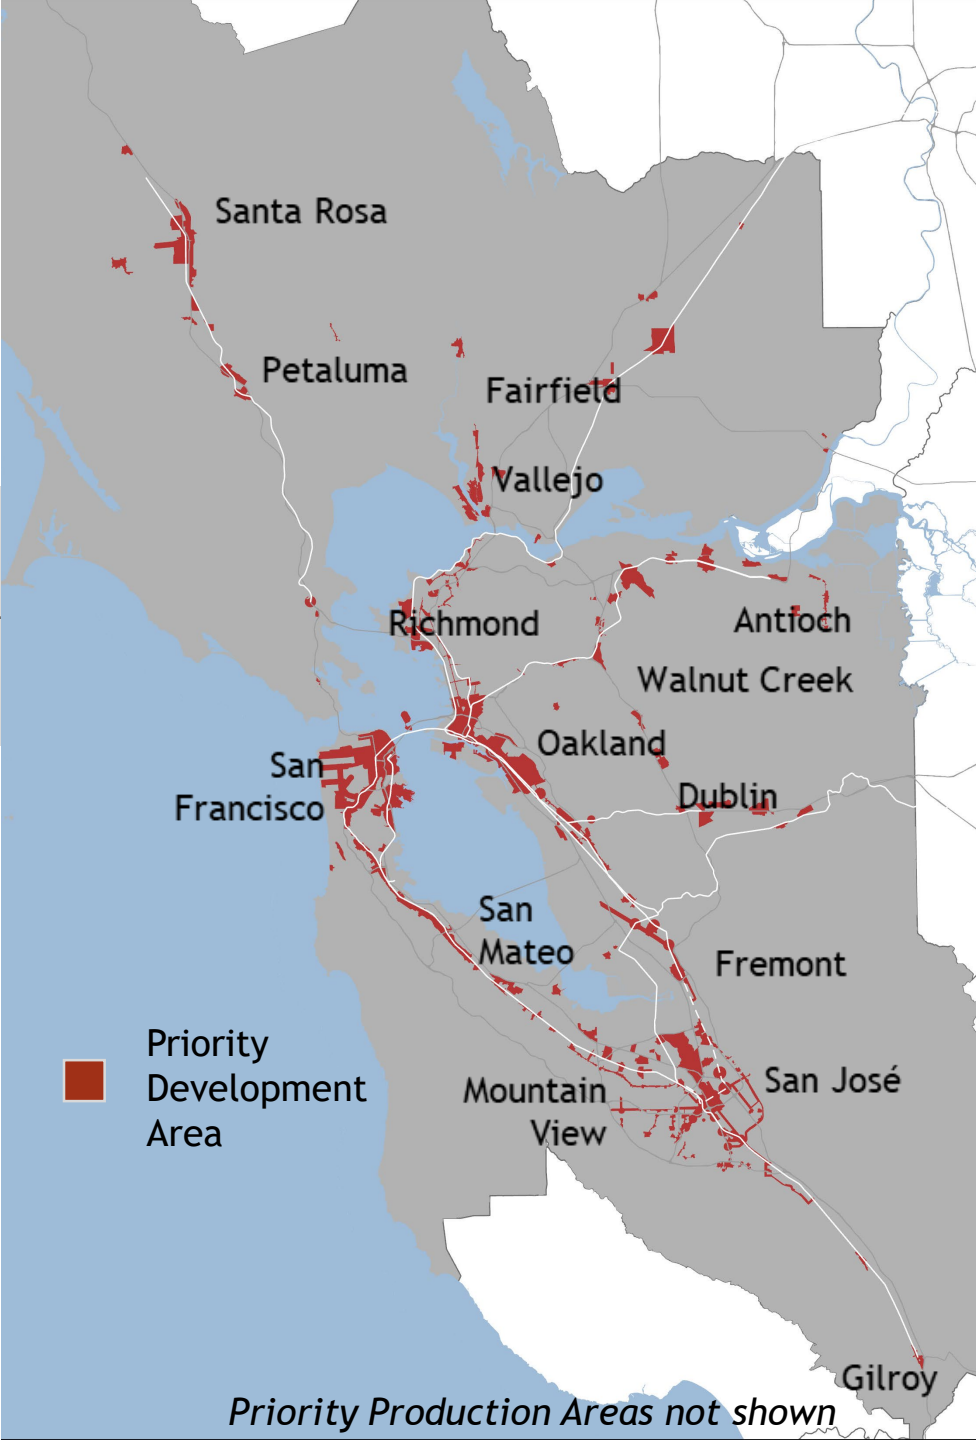 Santa Rosa
Petaluma
Fairfield
Vallejo
Richmond
Antioch
Walnut Creek
Oakland
San
Francisco
Dublin
San
Mateo
Fremont
Priority
Development
Area
Mountain
View
San José
Gilroy
Priority Production Areas not shown